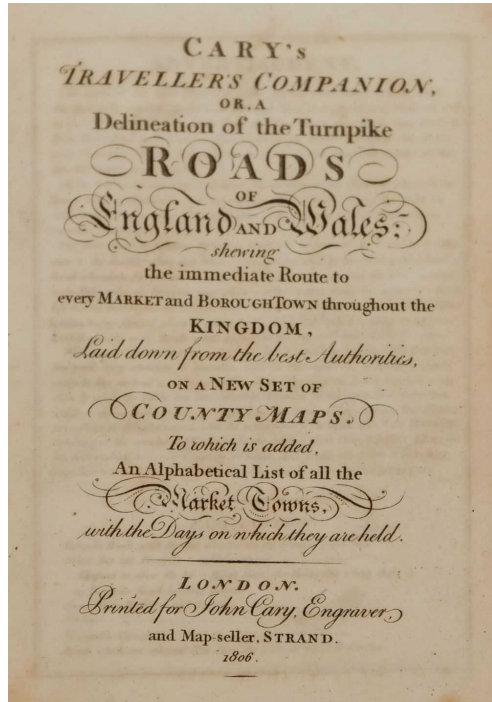 CARY's
TRAVELLER'S COMPANION,
OR, A
Delineation of the Turnpike
ROADS
OF
England AND Wales:
shewing
the immediate Route to
every MARKET and BOROUGH TOWN throughout the
KINGDOM,
Laid down from the best Authorities,
ON A NEW SET OF
COUNTY MAPS.
To which is added,
An Alphabetical List of all the
Market Towns,
with the Days on which they are held.
LONDON.
Printed for John Cary, Engraver
and Map-seller, STRAND.
1806.